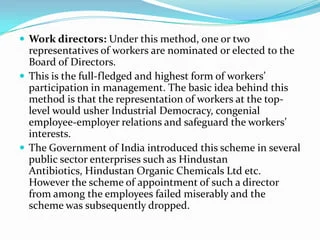 Work directors: Under this method, one or two
representatives of workers are nominated or elected to the
Board of Directors.
This is the full-fledged and highest form of workers'
participation in management. The basic idea behind this
method is that the representation of workers at the top-
level would usher Industrial Democracy, congenial
employee-employer relations and safeguard the workers'
interests.
The Government of India introduced this scheme in several
public sector enterprises such as Hindustan
Antibiotics, Hindustan Organic Chemicals Ltd etc.
However the scheme of appointment of such a director
from among the employees failed miserably and the
scheme was subsequently dropped.